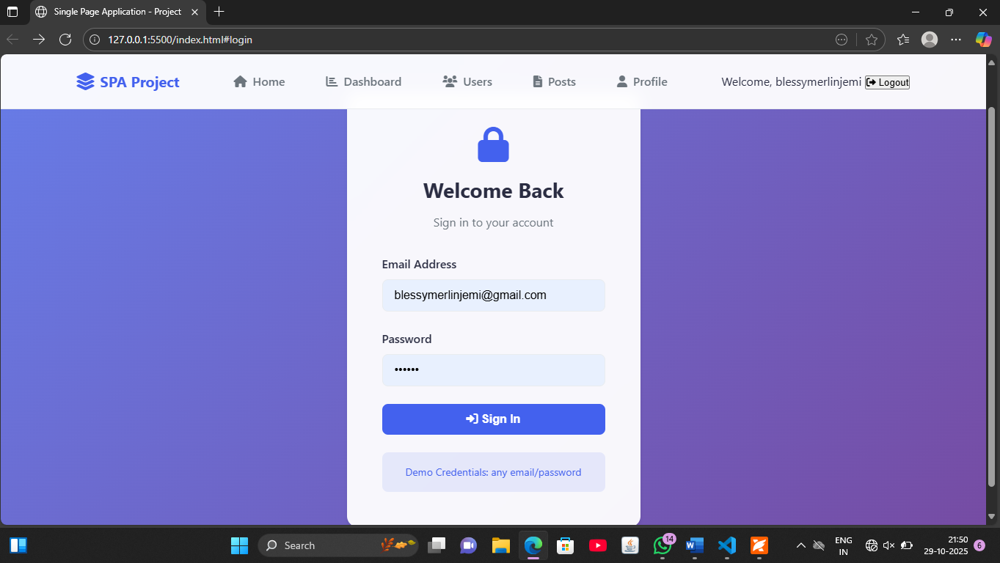 Single Page Application - Project
127.0.0.1:5500/index.html#login
SPA Project
Home
Dashboard
Users
Posts
Profile
Welcome, blessymerlinjemi
Logout
Welcome Back
Sign in to your account
Email Address
blessymerlinjemi@gmail.com
Password
••••••
Sign In
Demo Credentials: any email/password
Search
14
ENG
IN
21:50
29-10-2025
6